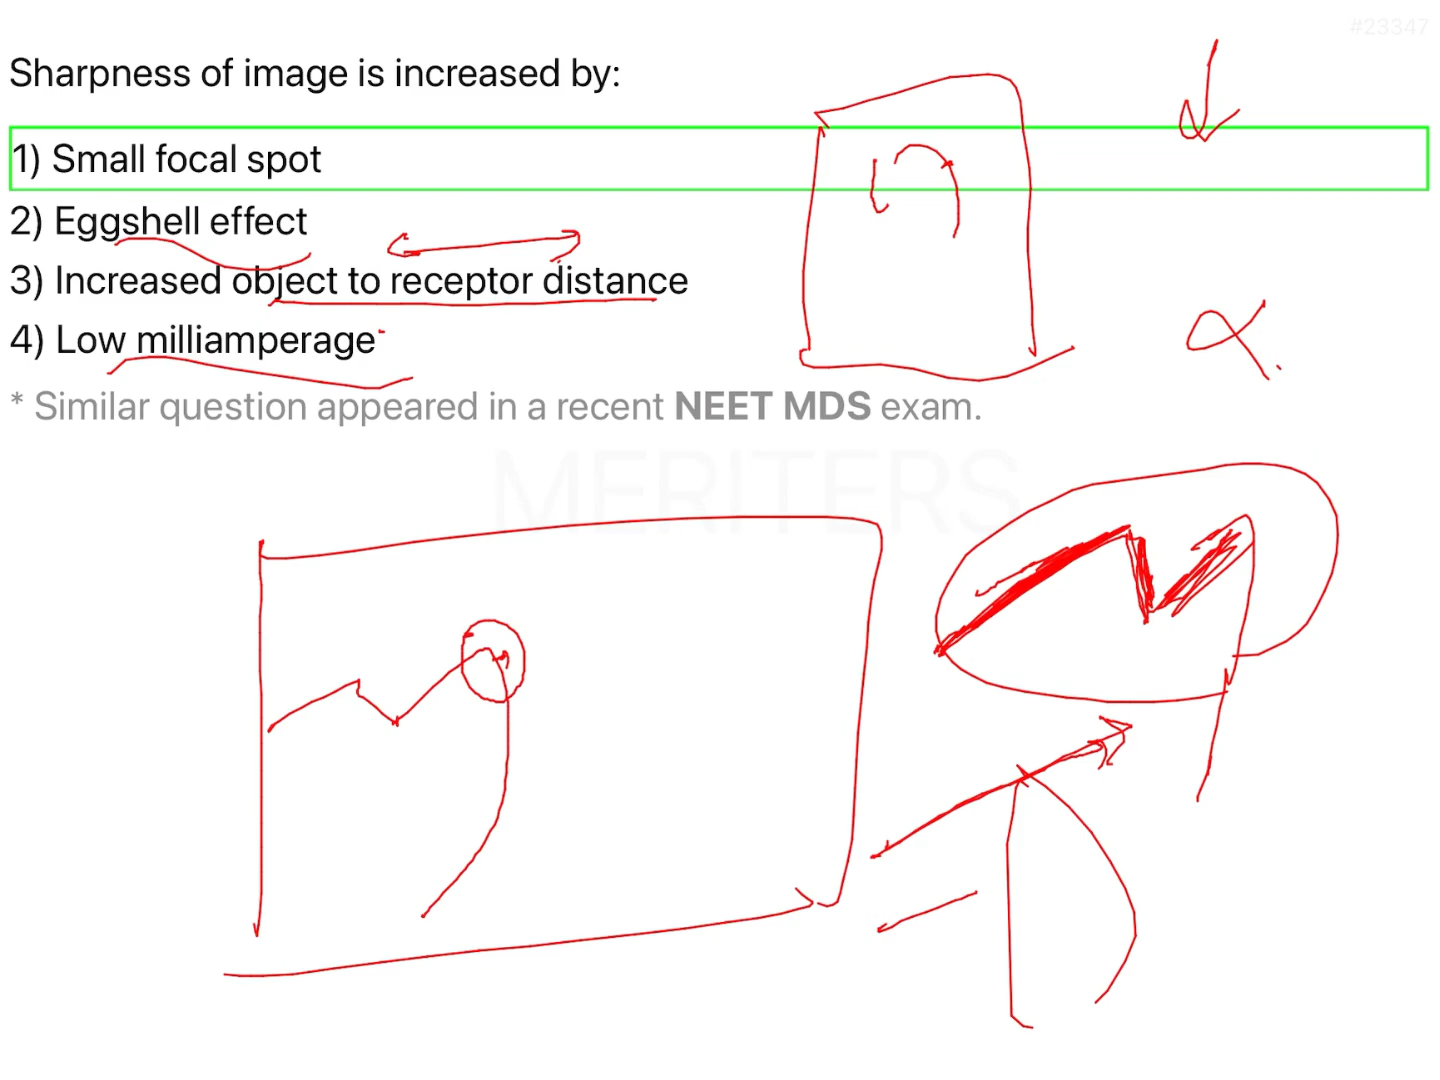 #23347
Sharpness of image is increased by:
1) Small focal spot
2) Eggshell effect
3) Increased object to receptor distance
4) Low milliamperage
* Similar question appeared in a recent NEET MDS exam.
MERITERS